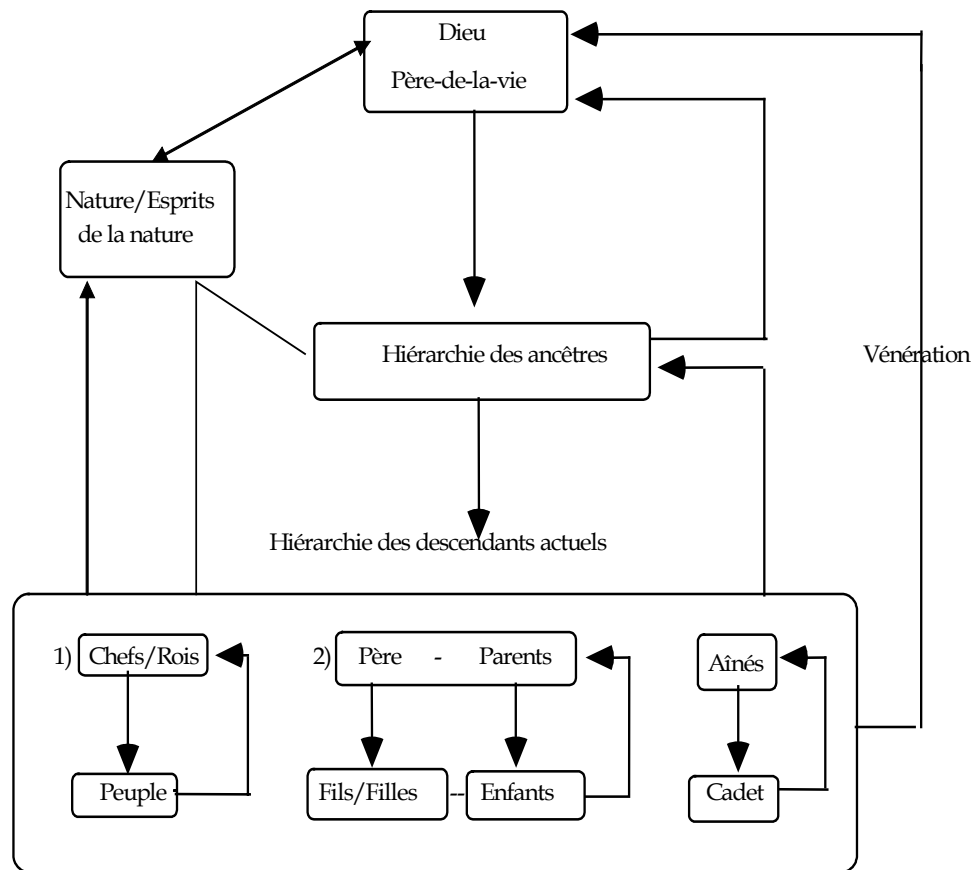 Dieu
Père-de-la-vie
Nature/Esprits
de la nature
Hiérarchie des ancêtres
Vénération
Hiérarchie des descendants actuels
1) Chefs/Rois
2) Père - Parents
Aînés
Peuple
Fils/Filles -- Enfants
Cadet